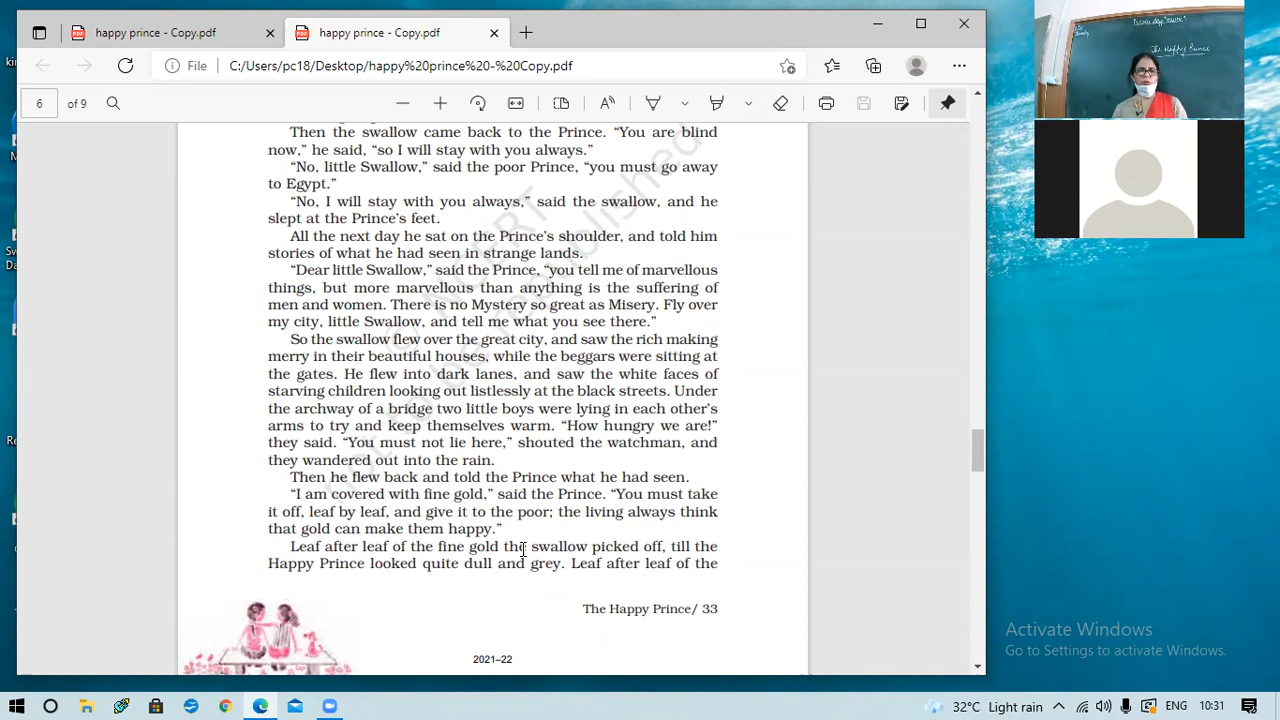 happy prince - Copy.pdf
happy prince - Copy.pdf
File
C:/Users/pc18/Desktop/happy%20prince%20-%20Copy.pdf
6 of 9
Then the swallow came back to the Prince. “You are blind
now,” he said, “so I will stay with you always.”
“No, little Swallow,” said the poor Prince, “you must go away
to Egypt.”
“No, I will stay with you always,” said the swallow, and he
slept at the Prince’s feet.
All the next day he sat on the Prince’s shoulder, and told him
stories of what he had seen in strange lands.
“Dear little Swallow,” said the Prince, “you tell me of marvellous
things, but more marvellous than anything is the suffering of
men and women. There is no Mystery so great as Misery. Fly over
my city, little Swallow, and tell me what you see there.”
So the swallow flew over the great city, and saw the rich making
merry in their beautiful houses, while the beggars were sitting at
the gates. He flew into dark lanes, and saw the white faces of
starving children looking out listlessly at the black streets. Under
the archway of a bridge two little boys were lying in each other’s
arms to try and keep themselves warm. “How hungry we are!”
they said. “You must not lie here,” shouted the watchman, and
they wandered out into the rain.
Then he flew back and told the Prince what he had seen.
“I am covered with fine gold,” said the Prince. “You must take
it off, leaf by leaf, and give it to the poor; the living always think
that gold can make them happy.”
Leaf after leaf of the fine gold the swallow picked off, till the
Happy Prince looked quite dull and grey. Leaf after leaf of the
The Happy Prince/ 33
2021–22
not to be republished
The Happy Prince
Activate Windows
Go to Settings to activate Windows.
32°C Light rain
ENG
10:31